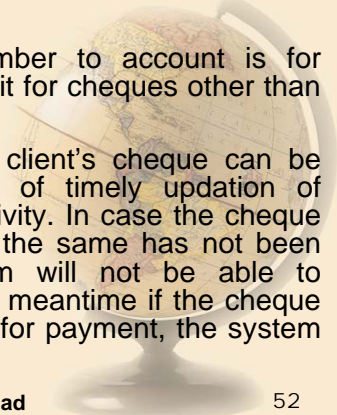 mber to account is for
it for cheques other than
client's cheque can be
of timely updation of
ivity. In case the cheque
the same has not been
m will not be able to
meantime if the cheque
for payment, the system
ad 52